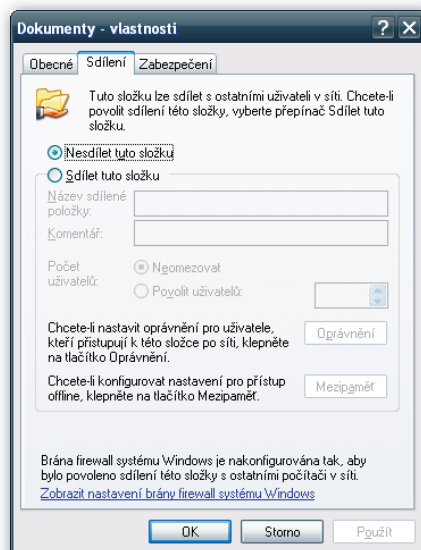 Dokumenty - vlastnosti
Obecné Sdílení Zabezpečení
Tuto složku lze sdílet s ostatními uživateli v síti. Chcete-li
povolit sdílení této složky, vyberte přepínač Sdílet tuto
složku.
Nesdílet tuto složku
Sdílet tuto složku
Název sdílené
položky:
Komentář:
Počet
uživatelů:
Neomezovat
Povolit uživatelů:
Chcete-li nastavit oprávnění pro uživatele,
kteří přistupují k této složce po síti, klepněte
na tlačítko Oprávnění.
Oprávnění
Chcete-li konfigurovat nastavení pro přístup
offline, klepněte na tlačítko Mezipaměť.
Mezipaměť
Brána firewall systému Windows je nakonfigurována tak, aby
bylo povoleno sdílení této složky s ostatními počítači v síti.
Zobrazit nastavení brány firewall systému Windows
OK Storno Použít